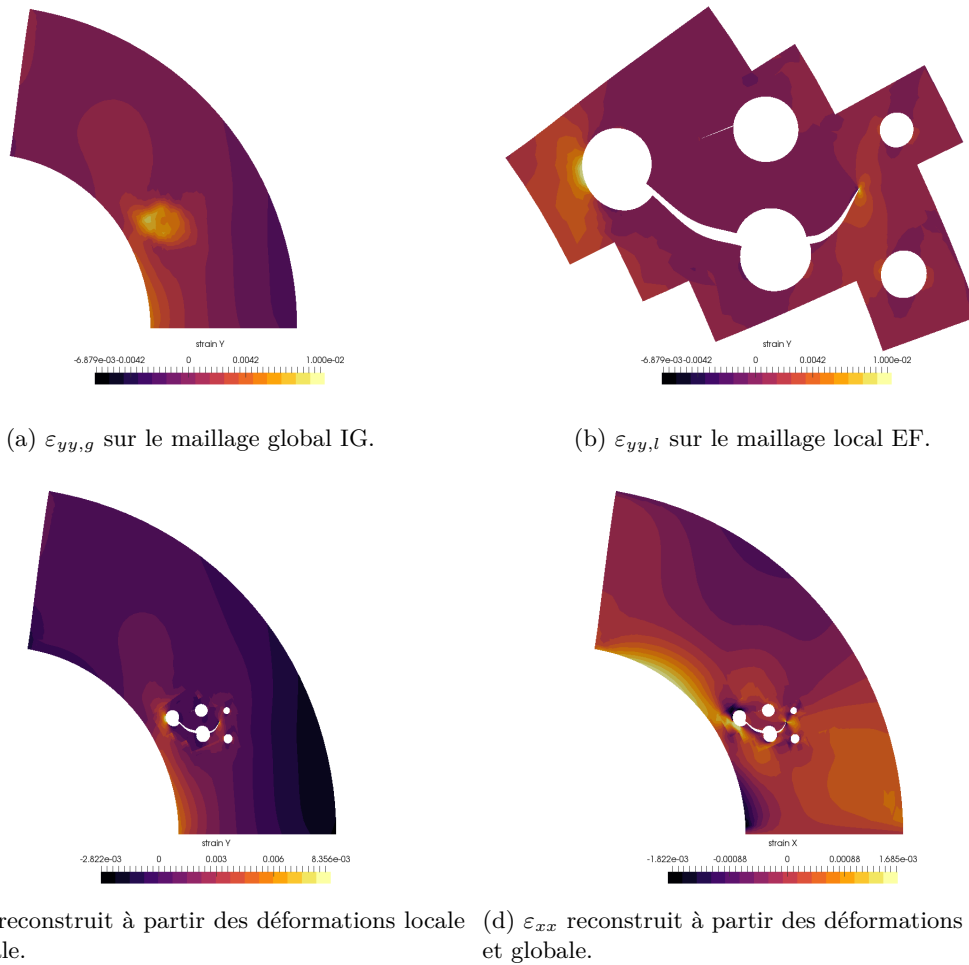 strain Y
-6.879e-03 -0.0042 0 0.0042 1.000e-02
strain Y
-6.879e-03 -0.0042 0 0.0042 1.000e-02
(a) εyy,g sur le maillage global IG.
(b) εyy,l sur le maillage local EF.
strain Y
-2.822e-03 0 0.003 0.006 8.356e-03
strain X
-1.822e-03 -0.00088 0 0.00088 1.685e-03
reconstruit à partir des déformations locale
le.
(d) εxx reconstruit à partir des déformations
et globale.